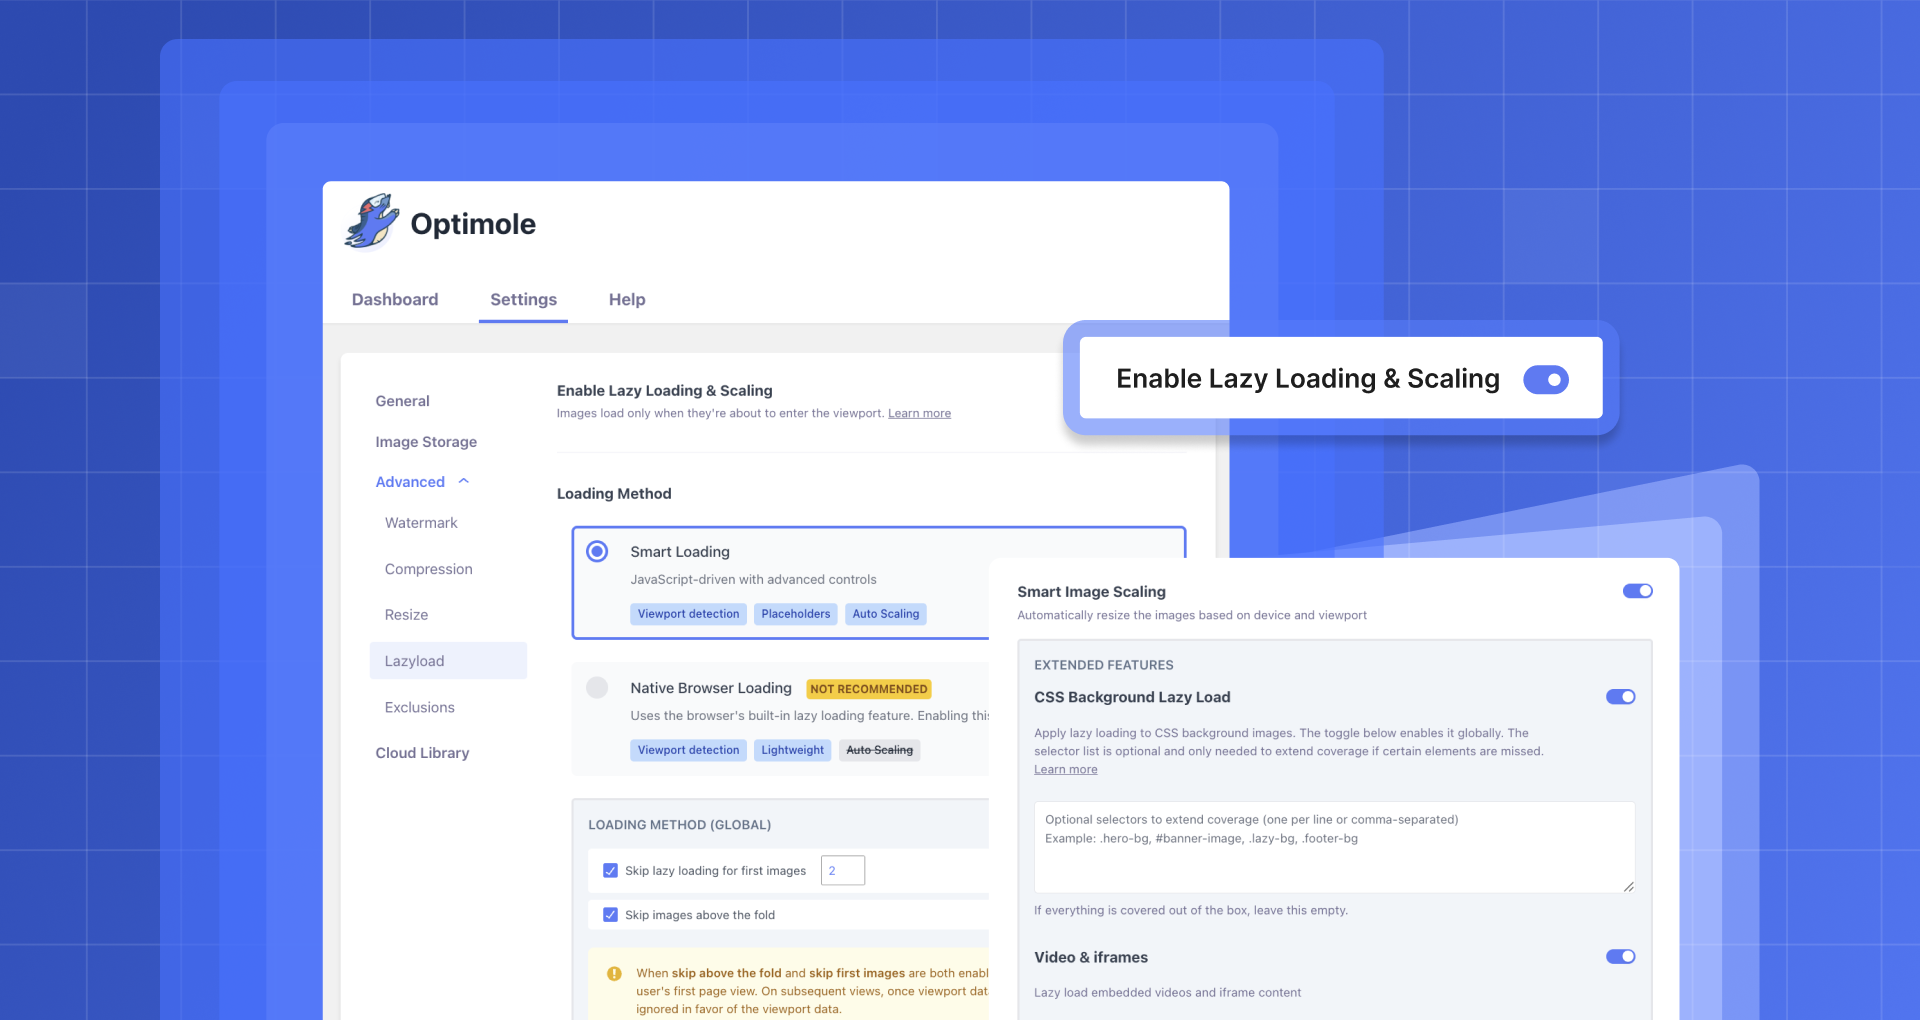 Optimole
Dashboard
Settings
Help
Enable Lazy Loading & Scaling
General
Image Storage
Advanced
Watermark
Compression
Resize
Lazyload
Exclusions
Cloud Library
Enable Lazy Loading & Scaling
Images load only when they're about to enter the viewport. Learn more
Loading Method
Smart Loading
JavaScript-driven with advanced controls
Viewport detection
Placeholders
Auto Scaling
Native Browser Loading NOT RECOMMENDED
Uses the browser's built-in lazy loading feature. Enabling this
Viewport detection
Lightweight
Auto Scaling
LOADING METHOD (GLOBAL)
Skip lazy loading for first images 2
Skip images above the fold
When skip above the fold and skip first images are both enabl
user's first page view. On subsequent views, once viewport dat
ignored in favor of the viewport data.
Smart Image Scaling
Automatically resize the images based on device and viewport
EXTENDED FEATURES
CSS Background Lazy Load
Apply lazy loading to CSS background images. The toggle below enables it globally. The
selector list is optional and only needed to extend coverage if certain elements are missed.
Learn more
Optional selectors to extend coverage (one per line or comma-separated)
Example: .hero-bg, #banner-image, .lazy-bg, .footer-bg
If everything is covered out of the box, leave this empty.
Video & iframes
Lazy load embedded videos and iframe content